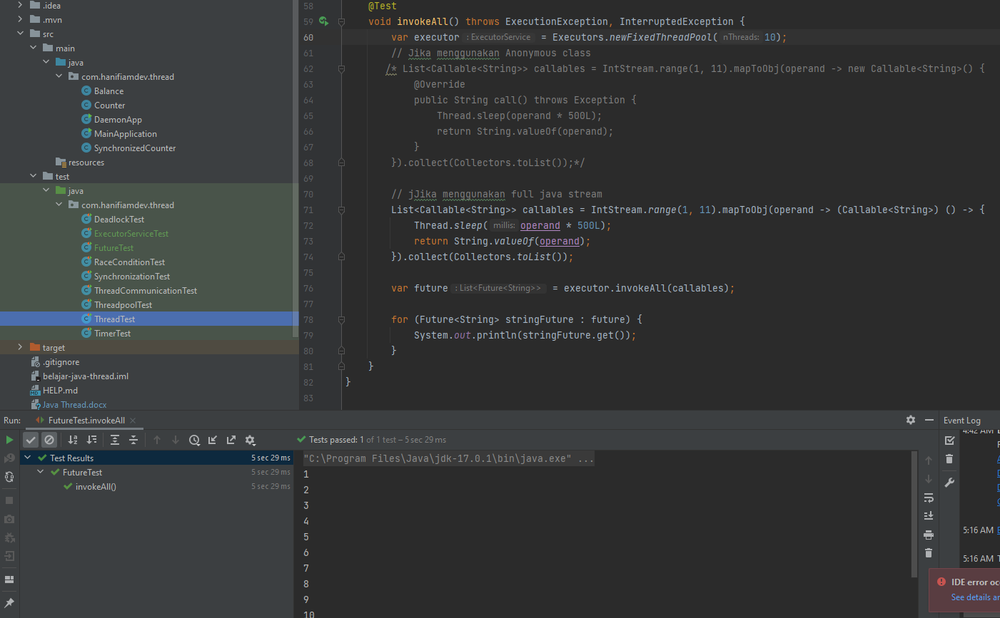 .idea
.mvn
src
main
java
com.hanifiamdev.thread
Balance
Counter
DaemonApp
MainApplication
SynchronizedCounter
resources
test
java
com.hanifiamdev.thread
DeadlockTest
ExecutorServiceTest
FutureTest
RaceConditionTest
SynchronizationTest
ThreadCommunicationTest
ThreadpoolTest
ThreadTest
TimerTest
target
.gitignore
belajar-java-thread.iml
HELP.md
Java Thread.docx
58 @Test
59 void invokeAll() throws ExecutionException, InterruptedException {
60 var executor : ExecutorService = Executors.newFixedThreadPool( nThreads: 10);
61 // Jika menggunakan Anonymous class
62 /* List<Callable<String>> callables = IntStream.range(1, 11).mapToObj(operand -> new Callable<String>() {
63 @Override
64 public String call() throws Exception {
65 Thread.sleep(operand * 500L);
66 return String.valueOf(operand);
67 }
68 }).collect(Collectors.toList());*/
69
70 // jJika menggunakan full java stream
71 List<Callable<String>> callables = IntStream.range(1, 11).mapToObj(operand -> (Callable<String>) () -> {
72 Thread.sleep( millis: operand * 500L);
73 return String.valueOf(operand);
74 }).collect(Collectors.toList());
75
76 var future : List<Future<String>> = executor.invokeAll(callables);
77
78 for (Future<String> stringFuture : future) {
79 System.out.println(stringFuture.get());
80 }
81 }
82 }
83
Run: FutureTest.invokeAll
Tests passed: 1 of 1 test – 5 sec 29 ms
Test Results 5 sec 29 ms
FutureTest 5 sec 29 ms
invokeAll() 5 sec 29 ms
"C:\Program Files\Java\jdk-17.0.1\bin\java.exe" ...
1
2
3
4
5
6
7
8
9
10
Event Log
4:42 AM
5:16 AM
5:16 AM
IDE error oc
See details a